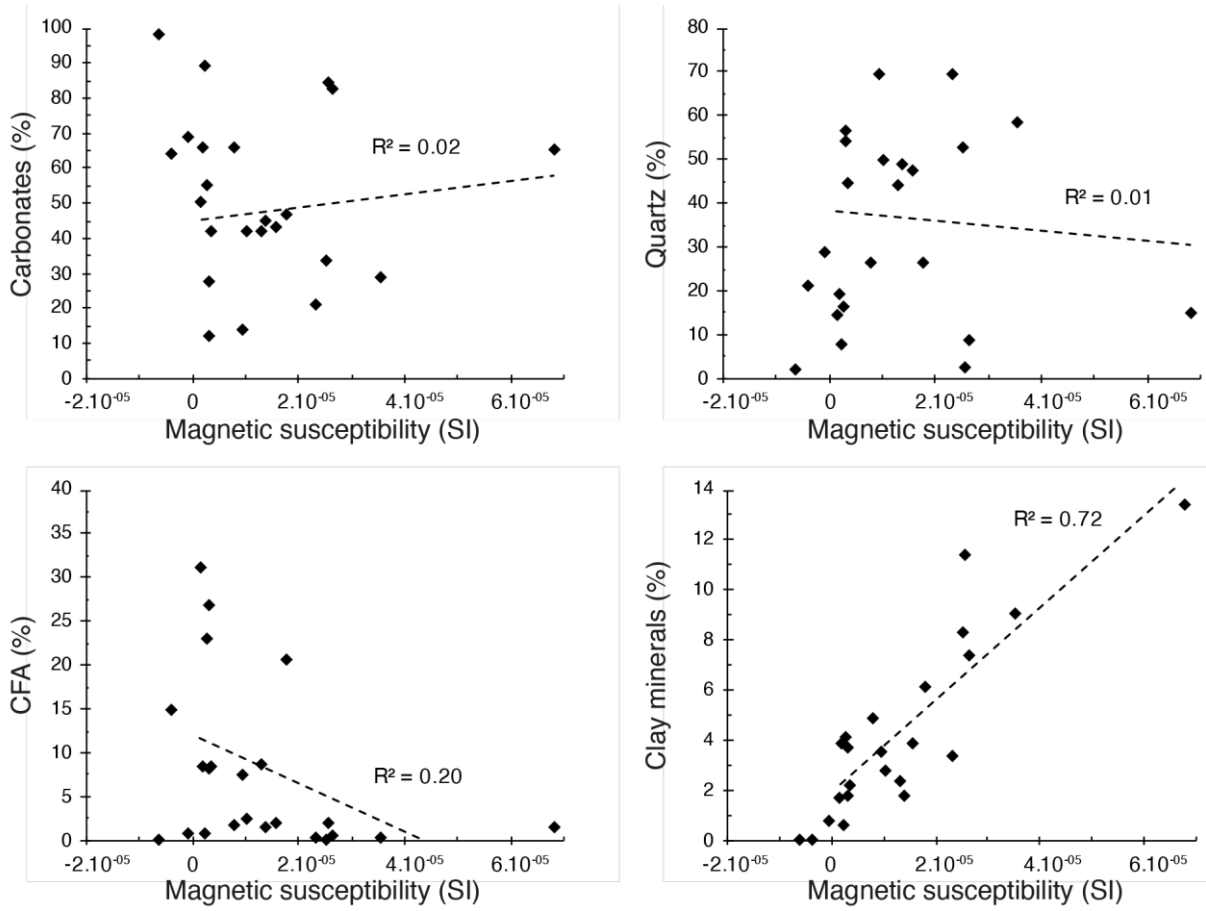 100
90
80
70
60
50
40
30
20
10
0
Carbonates (%)
R² = 0.02
-2.10⁻⁰⁵ 0 2.10⁻⁰⁵ 4.10⁻⁰⁵ 6.10⁻⁰⁵
Magnetic susceptibility (SI)
80
70
60
50
40
30
20
10
0
Quartz (%)
R² = 0.01
-2.10⁻⁰⁵ 0 2.10⁻⁰⁵ 4.10⁻⁰⁵ 6.10⁻⁰⁵
Magnetic susceptibility (SI)
40
35
30
25
20
15
10
5
0
CFA (%)
R² = 0.20
-2.10⁻⁰⁵ 0 2.10⁻⁰⁵ 4.10⁻⁰⁵ 6.10⁻⁰⁵
Magnetic susceptibility (SI)
14
12
10
8
6
4
2
0
Clay minerals (%)
R² = 0.72
-2.10⁻⁰⁵ 0 2.10⁻⁰⁵ 4.10⁻⁰⁵ 6.10⁻⁰⁵
Magnetic susceptibility (SI)